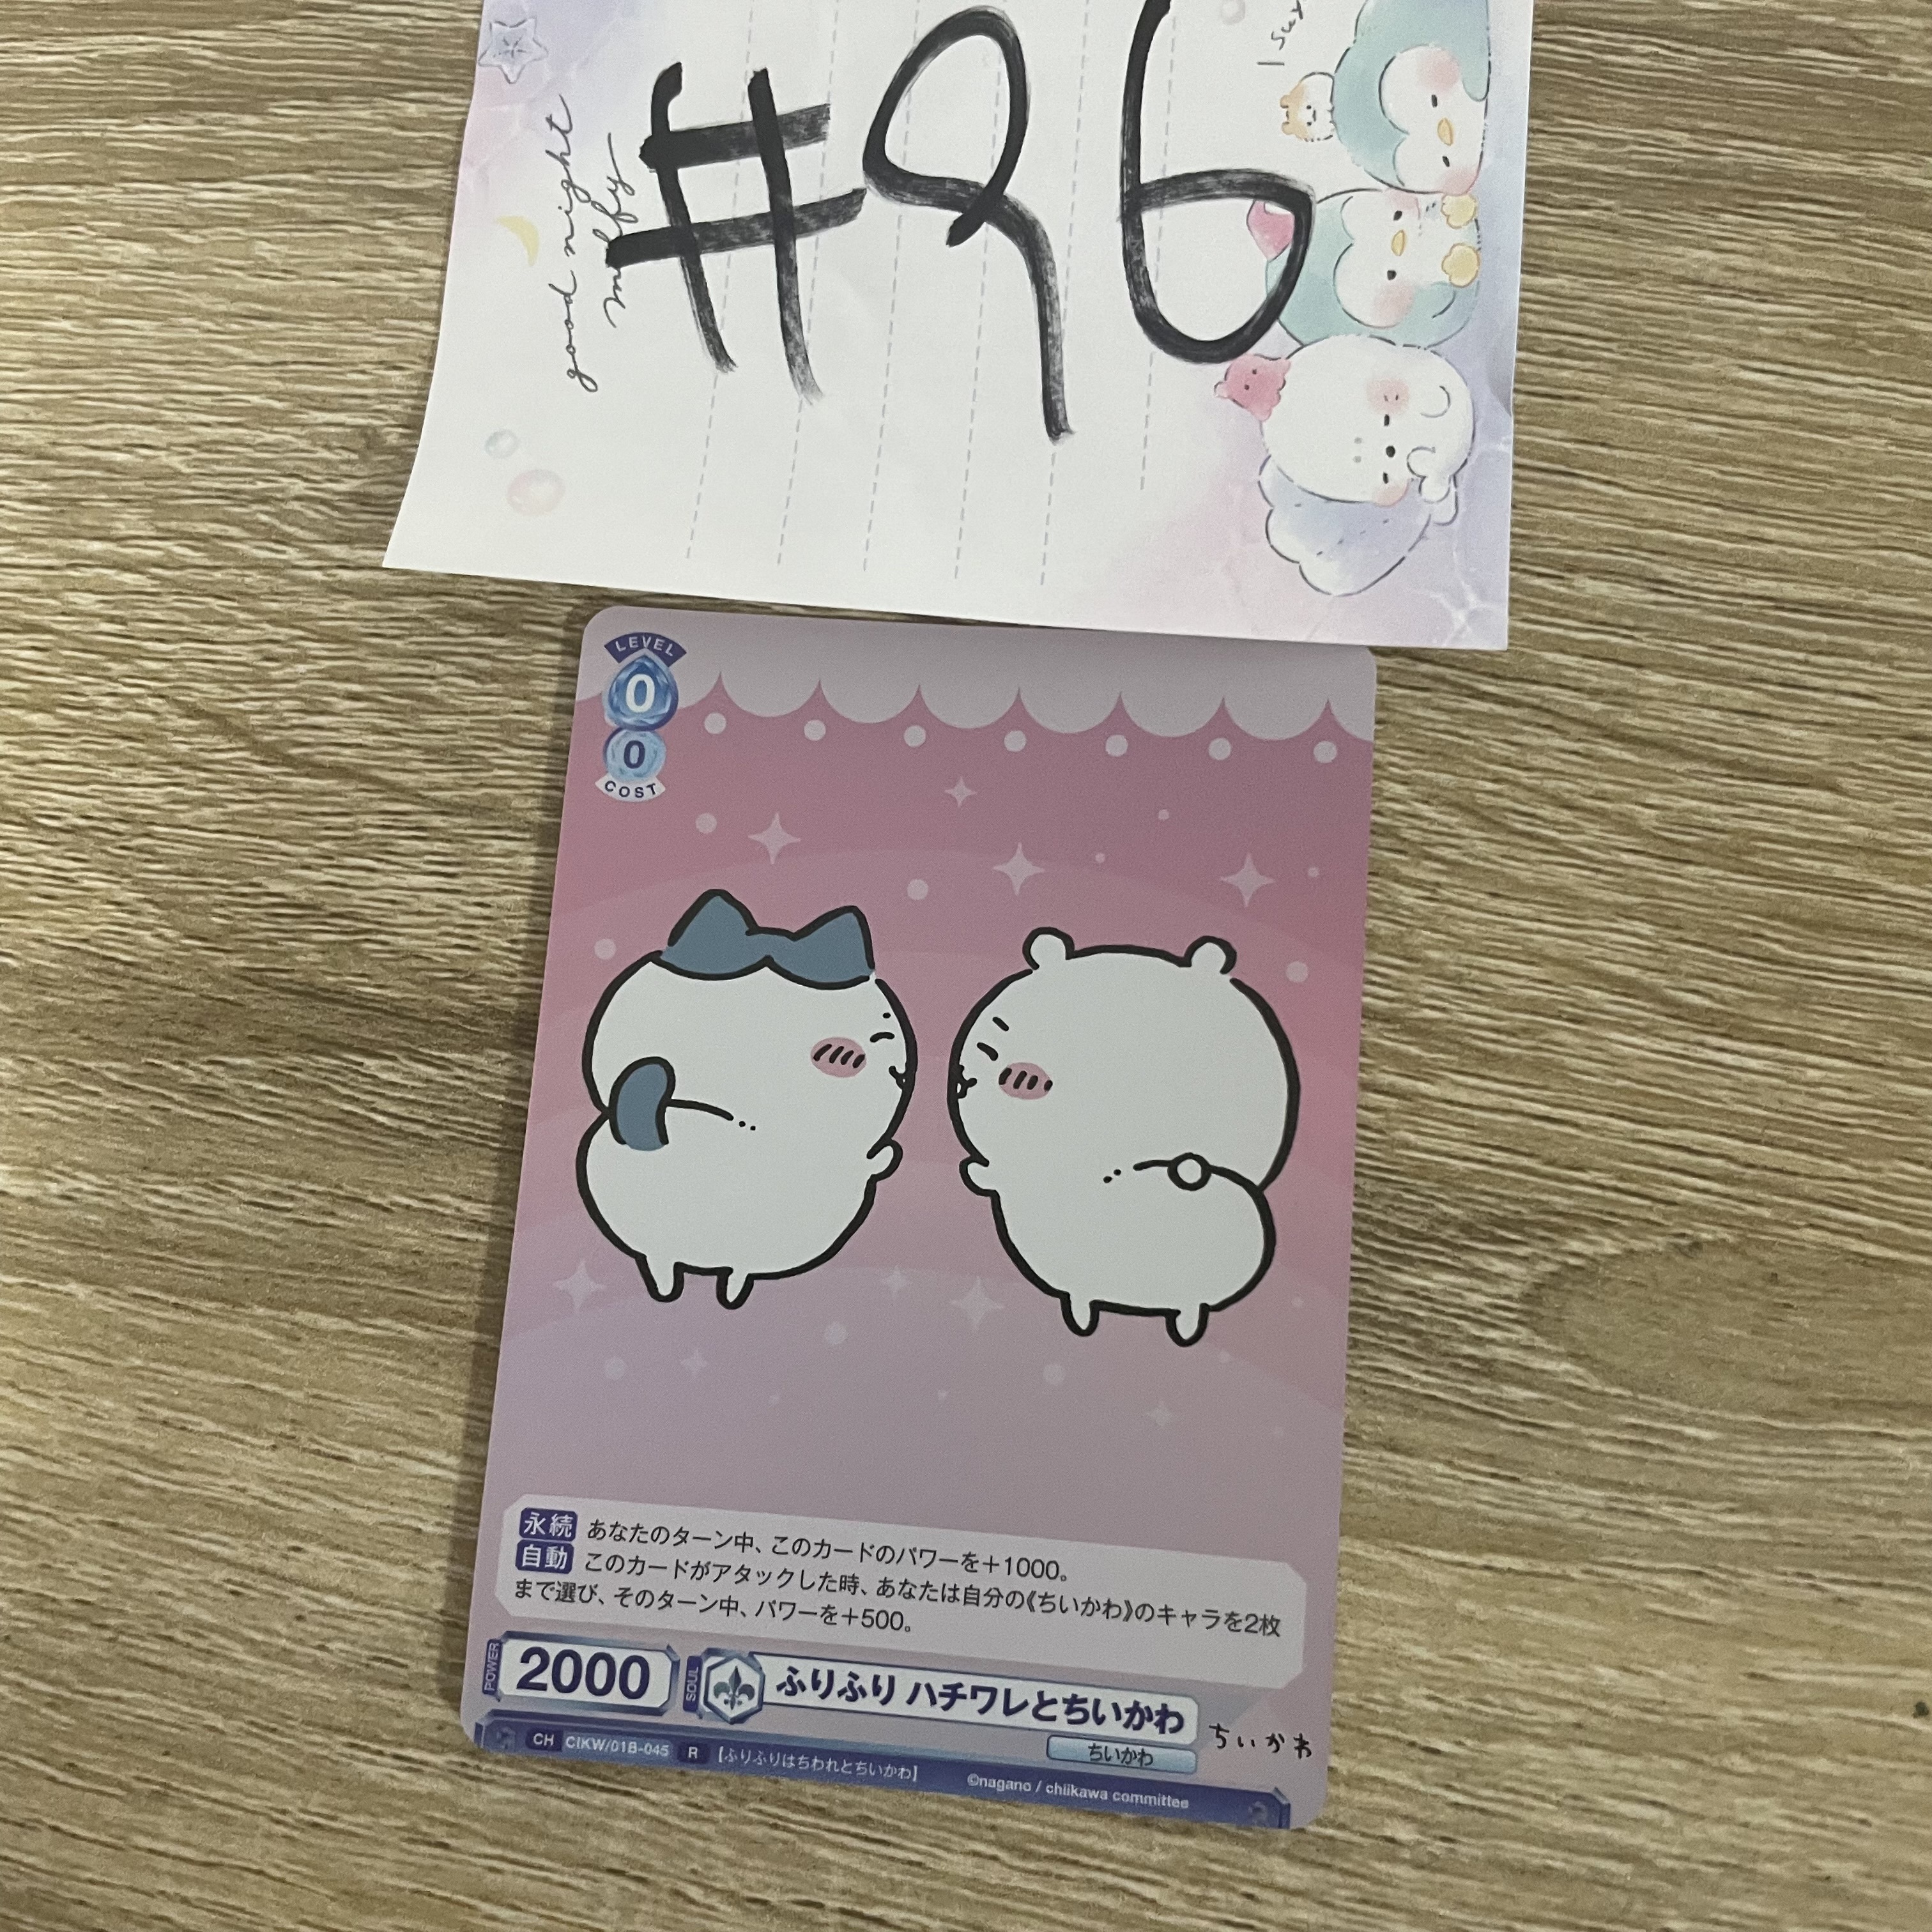 #96
good night
moffy
LEVEL
0
0
COST
永続 あなたのターン中、このカードのパワーを＋1000。
自動 このカードがアタックした時、あなたは自分の《ちいかわ》のキャラを2枚
まで選び、そのターン中、パワーを＋500。
POWER 2000 SOUL ふりふり ハチワレとちいかわ
ちいかわ ちいかわ
CH CIKW/01B-045 R 【ふりふりはちわれとちいかわ】 ©nagano / chiikawa committee